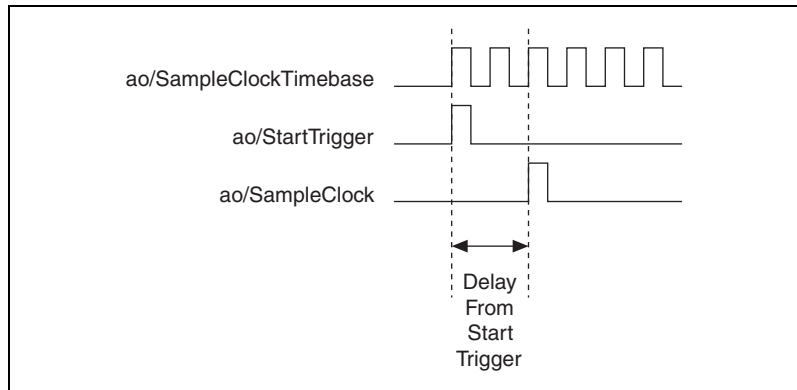 ao/SampleClockTimebase
ao/StartTrigger
ao/SampleClock
Delay
From
Start
Trigger